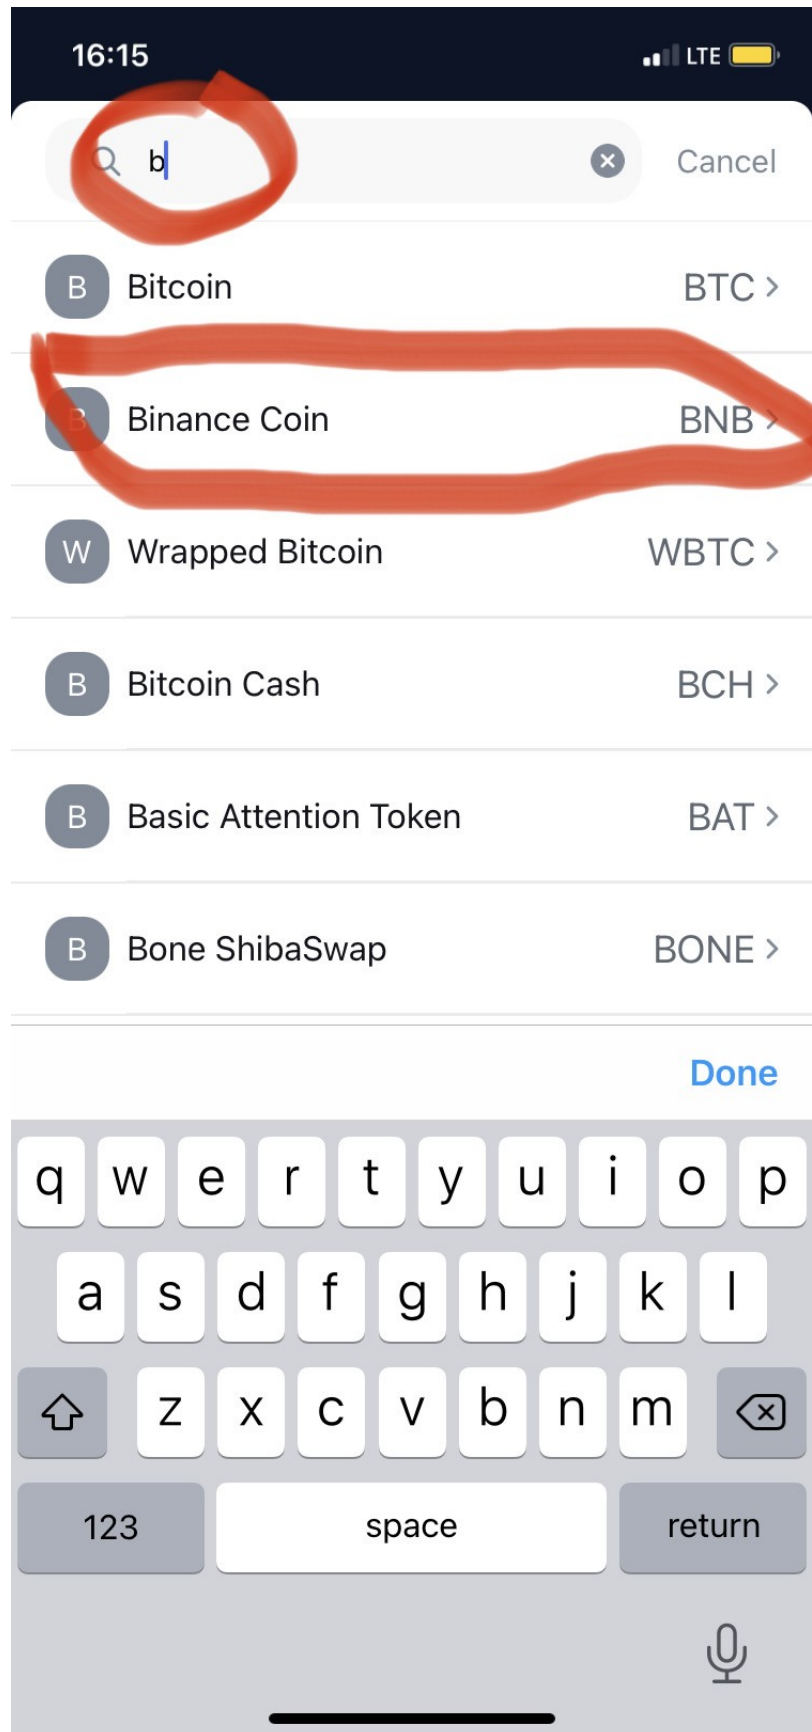 16:15 LTE
b Cancel
B Bitcoin BTC
B Binance Coin BNB
W Wrapped Bitcoin WBTC
B Bitcoin Cash BCH
B Basic Attention Token BAT
B Bone ShibaSwap BONE
Done
q w e r t y u i o p
a s d f g h j k l
z x c v b n m
123 space return